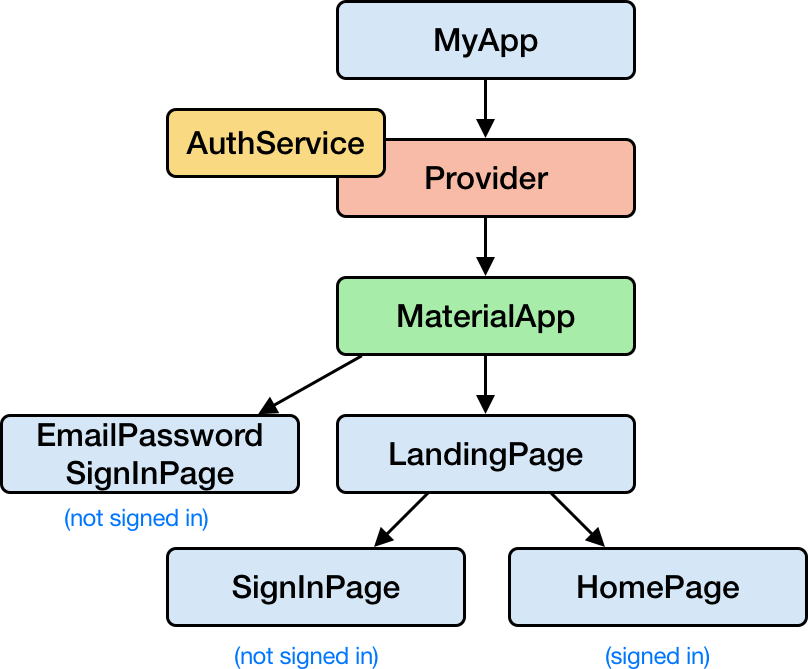 MyApp
AuthService
Provider
MaterialApp
EmailPassword
SignInPage
(not signed in)
LandingPage
SignInPage
(not signed in)
HomePage
(signed in)